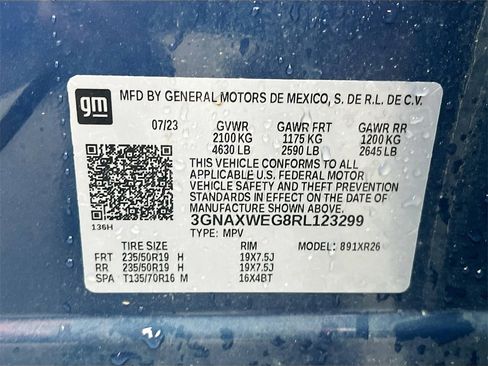 gm
MFD BY GENERAL MOTORS DE MEXICO, S. DE R.L. DE C.V.
07/23 GVWR GAWR FRT GAWR RR
2100 KG 1175 KG 1200 KG
4630 LB 2590 LB 2645 LB
THIS VEHICLE CONFORMS TO ALL APPLICABLE
U.S. FEDERAL MOTOR
VEHICLE SAFETY AND THEFT PREVENTION
STANDARDS IN EFFECT ON THE DATE OF
MANUFACTURE SHOWN ABOVE.
3GNAXWEG8RL123299
136H TYPE: MPV
TIRE SIZE RIM MODEL: 891XR26
FRT 235/50R19 H 19X7.5J
RR 235/50R19 H 19X7.5J
SPA T135/70R16 M 16X4BT